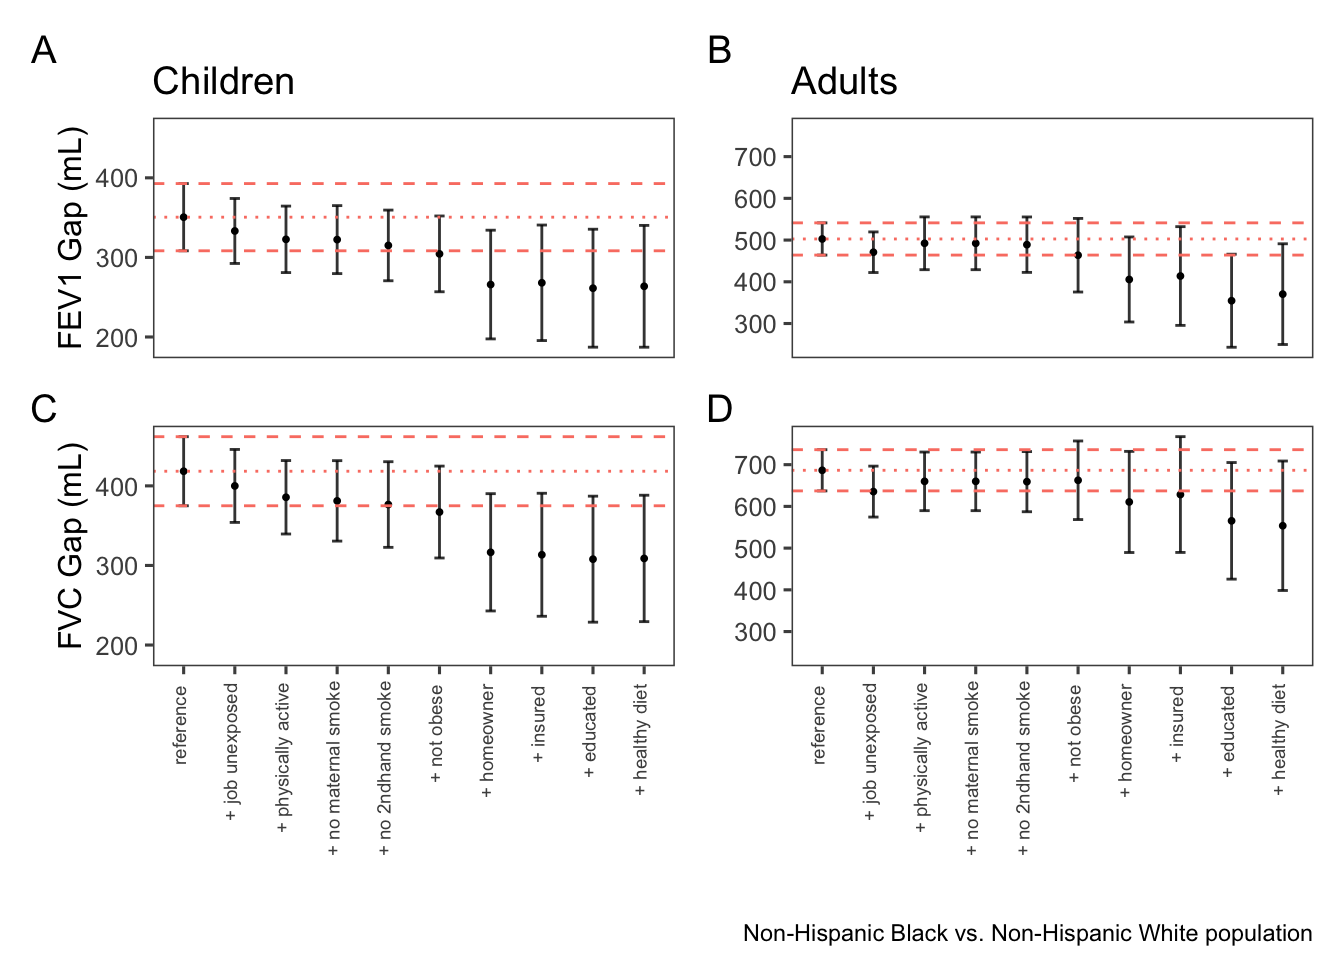 A
B
Children
Adults
FEV1 Gap (mL)
400
300
200
700
600
500
400
300
C
D
FVC Gap (mL)
400
300
200
700
600
500
400
300
reference
+ job unexposed
+ physically active
+ no maternal smoke
+ no 2ndhand smoke
+ not obese
+ homeowner
+ insured
+ educated
+ healthy diet
reference
+ job unexposed
+ physically active
+ no maternal smoke
+ no 2ndhand smoke
+ not obese
+ homeowner
+ insured
+ educated
+ healthy diet
Non-Hispanic Black vs. Non-Hispanic White population